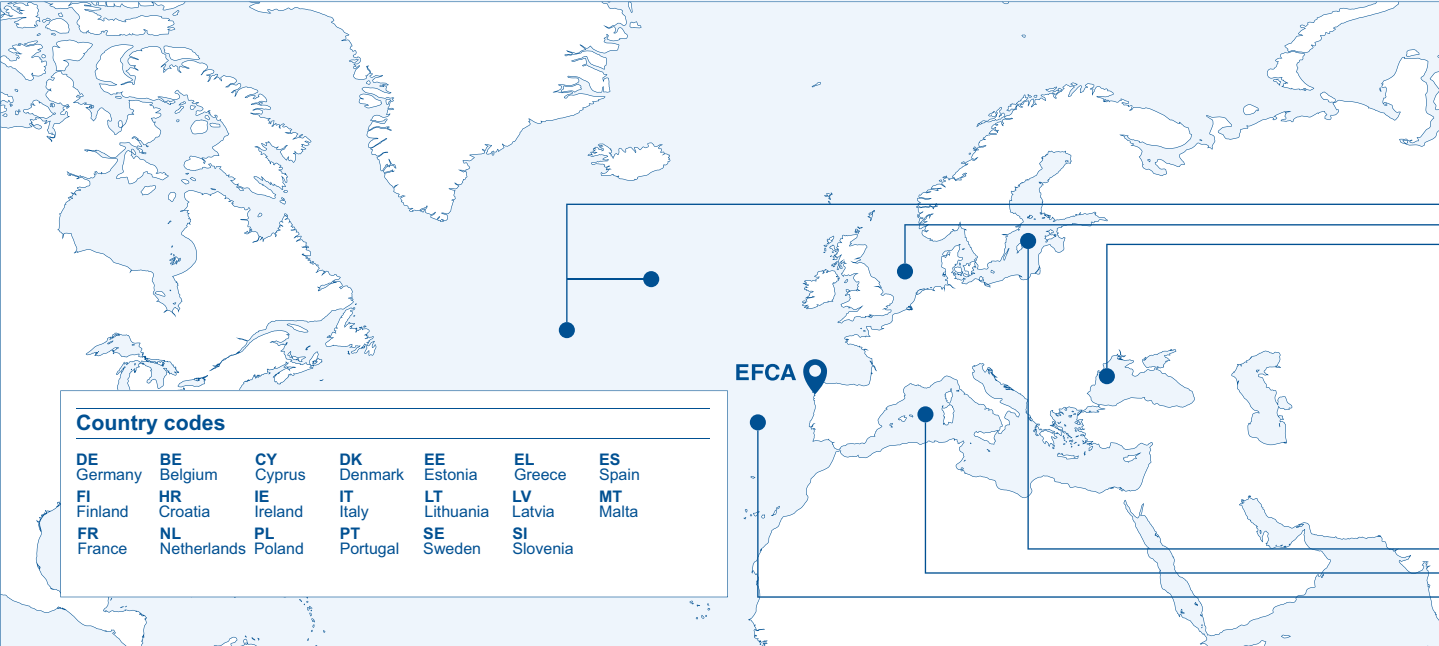 EFCA
Country codes
DE BE CY DK EE EL ES
Germany Belgium Cyprus Denmark Estonia Greece Spain
FI HR IE IT LT LV MT
Finland Croatia Ireland Italy Lithuania Latvia Malta
FR NL PL PT SE SI
France Netherlands Poland Portugal Sweden Slovenia